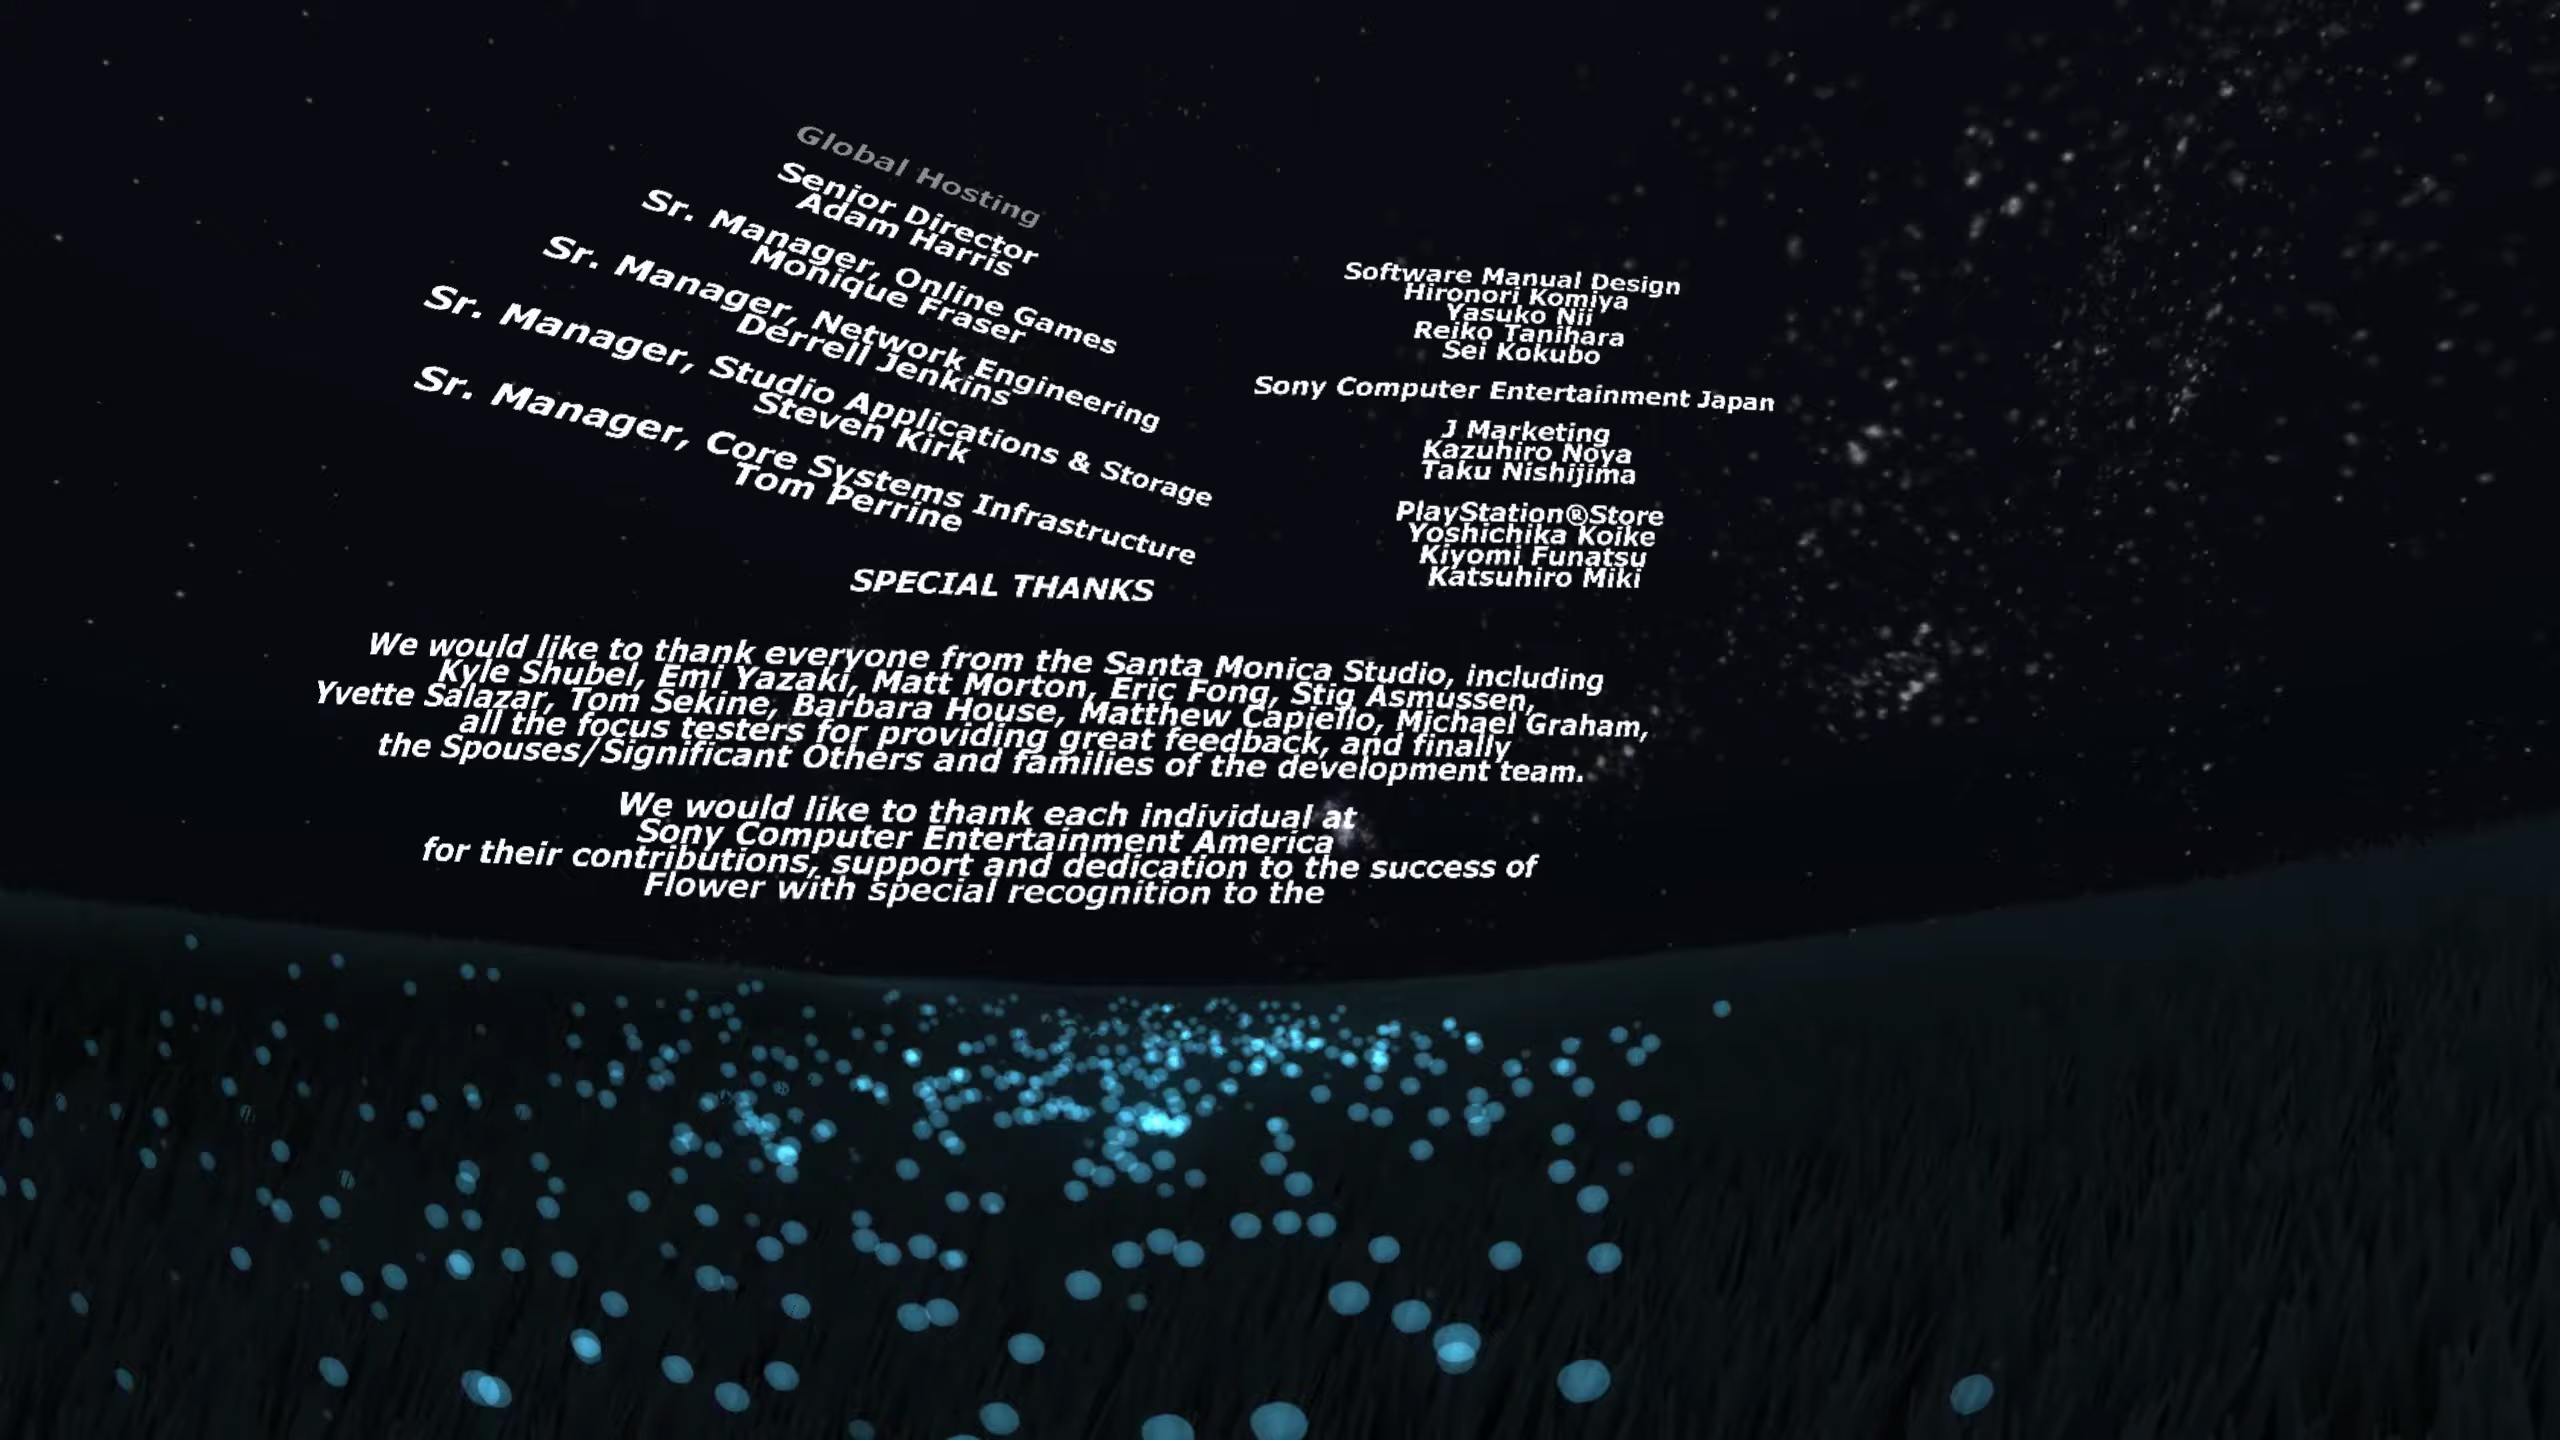 Global Hosting
Senior Director
Adam Harris
Sr. Manager, Online Games
Monique Fraser
Sr. Manager, Network Engineering
Derrell Jenkins
Sr. Manager, Studio Applications & Storage
Steven Kirk
Sr. Manager, Core Systems Infrastructure
Tom Perrine
Software Manual Design
Hironori Komiya
Yasuko Nii
Reiko Tanihara
Sei Kokubo
Sony Computer Entertainment Japan
J Marketing
Kazuhiro Noya
Taku Nishijima
PlayStation®Store
Yoshichika Koike
Kiyomi Funatsu
Katsuhiro Miki
SPECIAL THANKS
We would like to thank everyone from the Santa Monica Studio, including
Kyle Shubel, Emi Yazaki, Matt Morton, Eric Fong, Stig Asmussen,
Yvette Salazar, Tom Sekine, Barbara House, Matthew Capiello, Michael Graham,
all the focus testers for providing great feedback, and finally
the Spouses/Significant Others and families of the development team.
We would like to thank each individual at
Sony Computer Entertainment America
for their contributions, support and dedication to the success of
Flower with special recognition to the